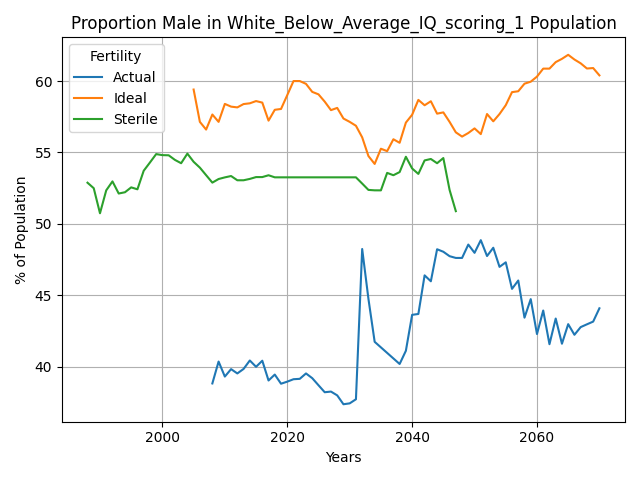 Proportion Male in White_Below_Average_IQ_scoring_1 Population
Fertility
Actual
Ideal
Sterile
% of Population
60
55
50
45
40
2000 2020 2040 2060
Years